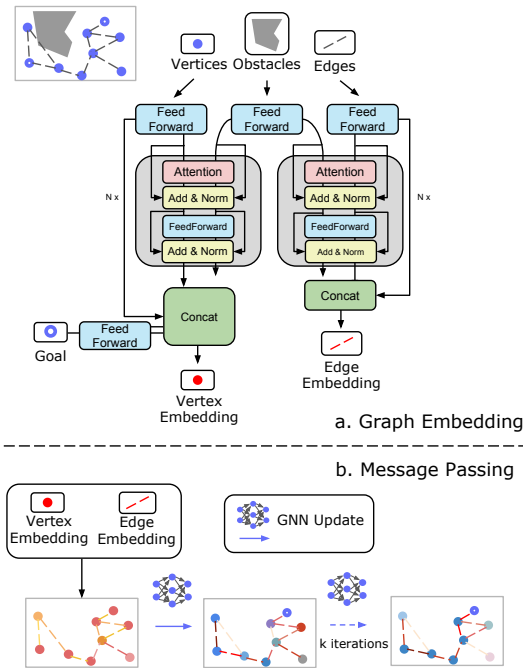 Vertices
Obstacles
Edges
Feed
Forward
Feed
Forward
Feed
Forward
Attention
Attention
N x
Add & Norm
Add & Norm
N x
FeedForward
FeedForward
Add & Norm
Add & Norm
Concat
Concat
Feed
Forward
Goal
Vertex
Embedding
Edge
Embedding
a. Graph Embedding
b. Message Passing
Vertex
Embedding
Edge
Embedding
GNN Update
k iterations